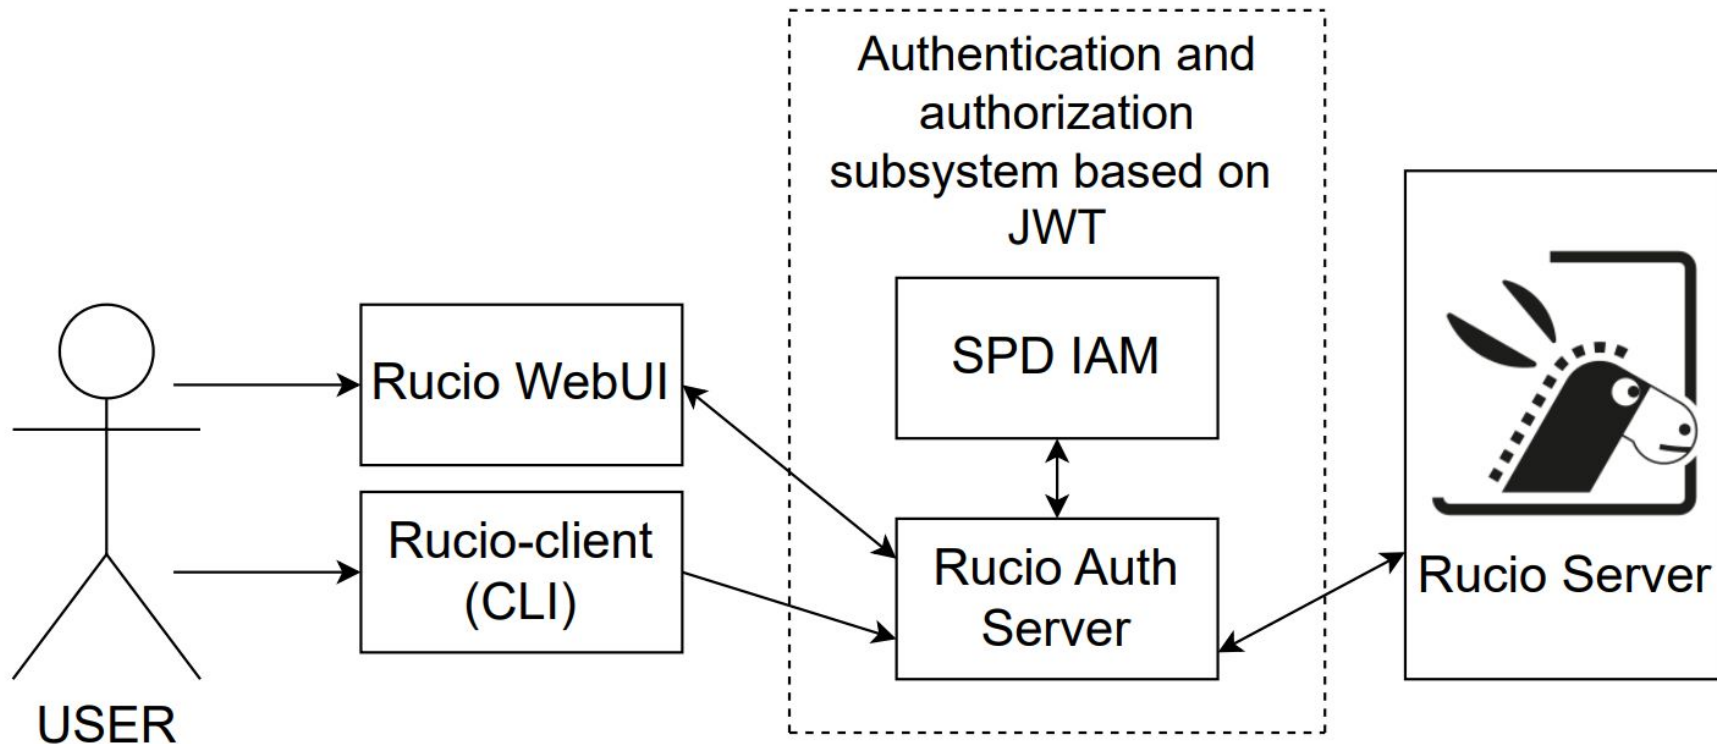 Authentication and
authorization
subsystem based on
JWT
SPD IAM
Rucio WebUI
Rucio-client
(CLI)
Rucio Auth
Server
Rucio Server
USER